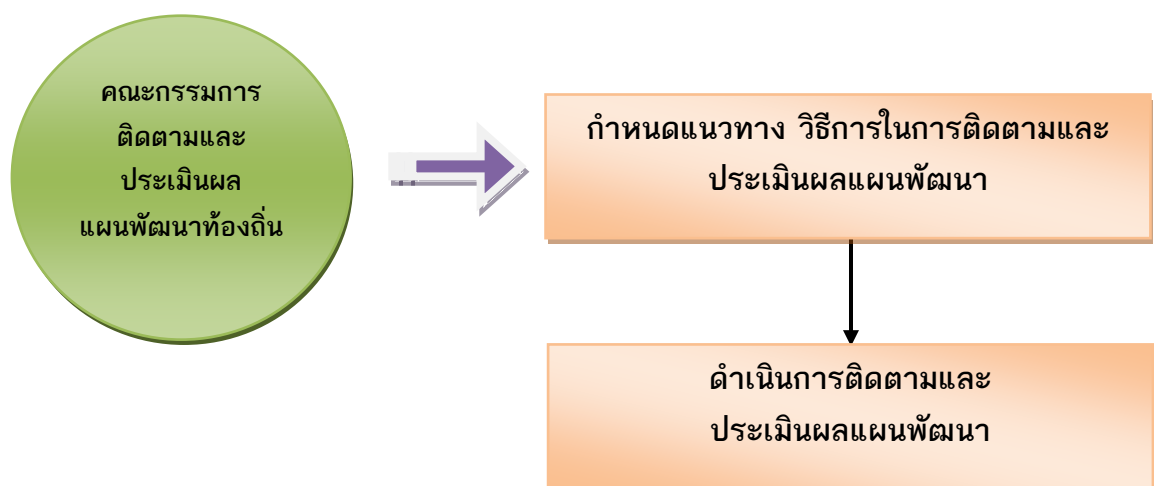 คณะกรรมการ
ติดตามและ
ประเมินผล
แผนพัฒนาท้องถิ่น
กำหนดแนวทาง วิธีการในการติดตามและ
ประเมินผลแผนพัฒนา
ดำเนินการติดตามและ
ประเมินผลแผนพัฒนา